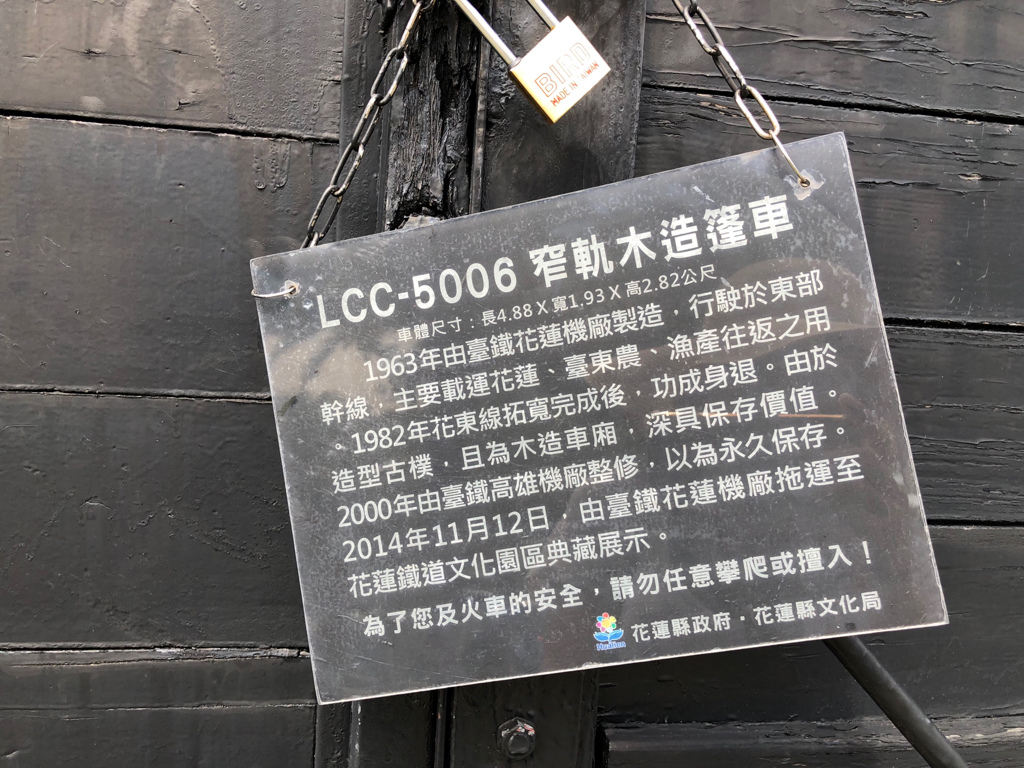 BIRD
MADE IN TAIWAN
LCC-5006 窄軌木造篷車
車體尺寸：長4.88X寬1.93X高2.82公尺
1963年由臺鐵花蓮機廠製造，行駛於東部
幹線，主要載運花蓮、臺東農、漁產往返之用
。1982年花東線拓寬完成後，功成身退。由於
造型古樸，且為木造車廂，深具保存價值。
2000年由臺鐵高雄機廠整修，以為永久保存。
2014年11月12日 由臺鐵花蓮機廠拖運至
花蓮鐵道文化園區典藏展示。
為了您及火車的安全，請勿任意攀爬或擅入！
Hualien 花蓮縣政府．花蓮縣文化局